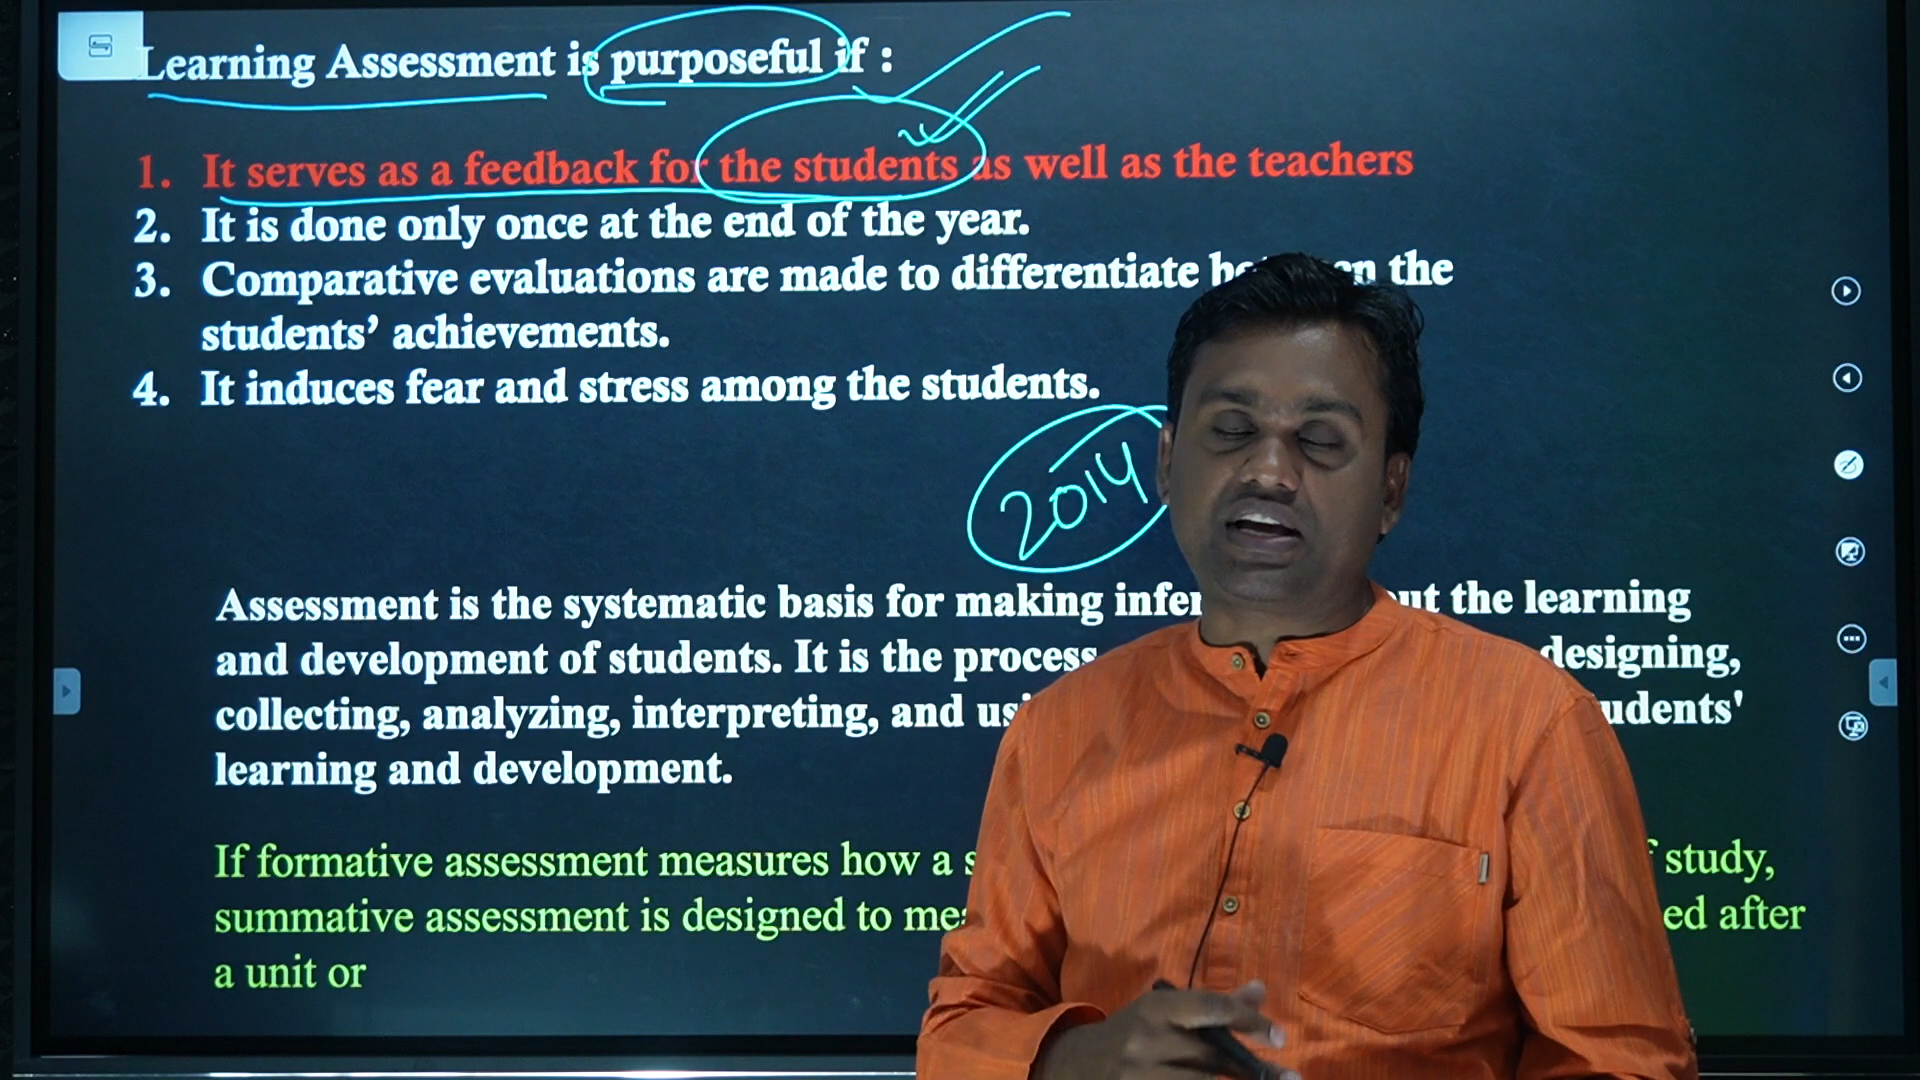 Learning Assessment is purposeful if :
1. It serves as a feedback for the students as well as the teachers
2. It is done only once at the end of the year.
3. Comparative evaluations are made to differentiate the
students’ achievements.
4. It induces fear and stress among the students.
2014
Assessment is the systematic basis for making the learning
and development of students. It is the process designing,
collecting, analyzing, interpreting, and
learning and development.
If formative assessment measures how a study,
summative assessment is designed to after
a unit or